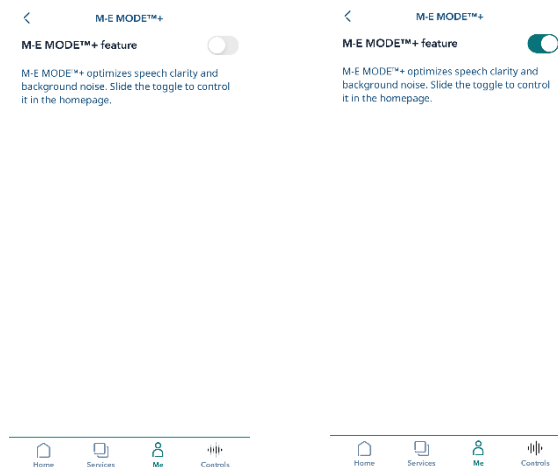 M-E MODE™+
M-E MODE™+ feature
M-E MODE™+ optimizes speech clarity and
background noise. Slide the toggle to control
it in the homepage.
Home Services Me Controls
M-E MODE™+
M-E MODE™+ feature
M-E MODE™+ optimizes speech clarity and
background noise. Slide the toggle to control
it in the homepage.
Home Services Me Controls